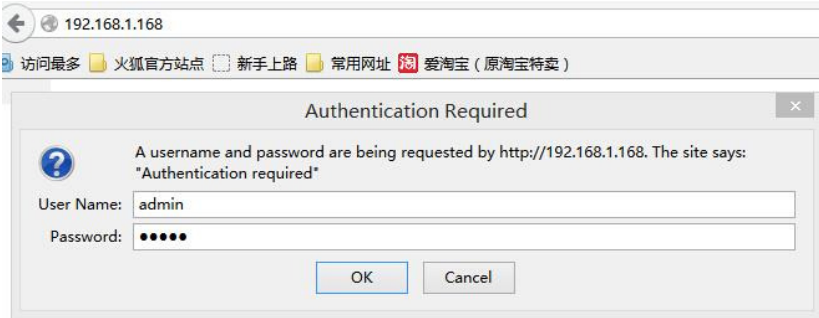 192.168.1.168
访问最多 火狐官方站点 新手上路 常用网址 淘 爱淘宝（原淘宝特卖）
Authentication Required
A username and password are being requested by http://192.168.1.168. The site says:
"Authentication required"
User Name: admin
Password: •••••
OK Cancel